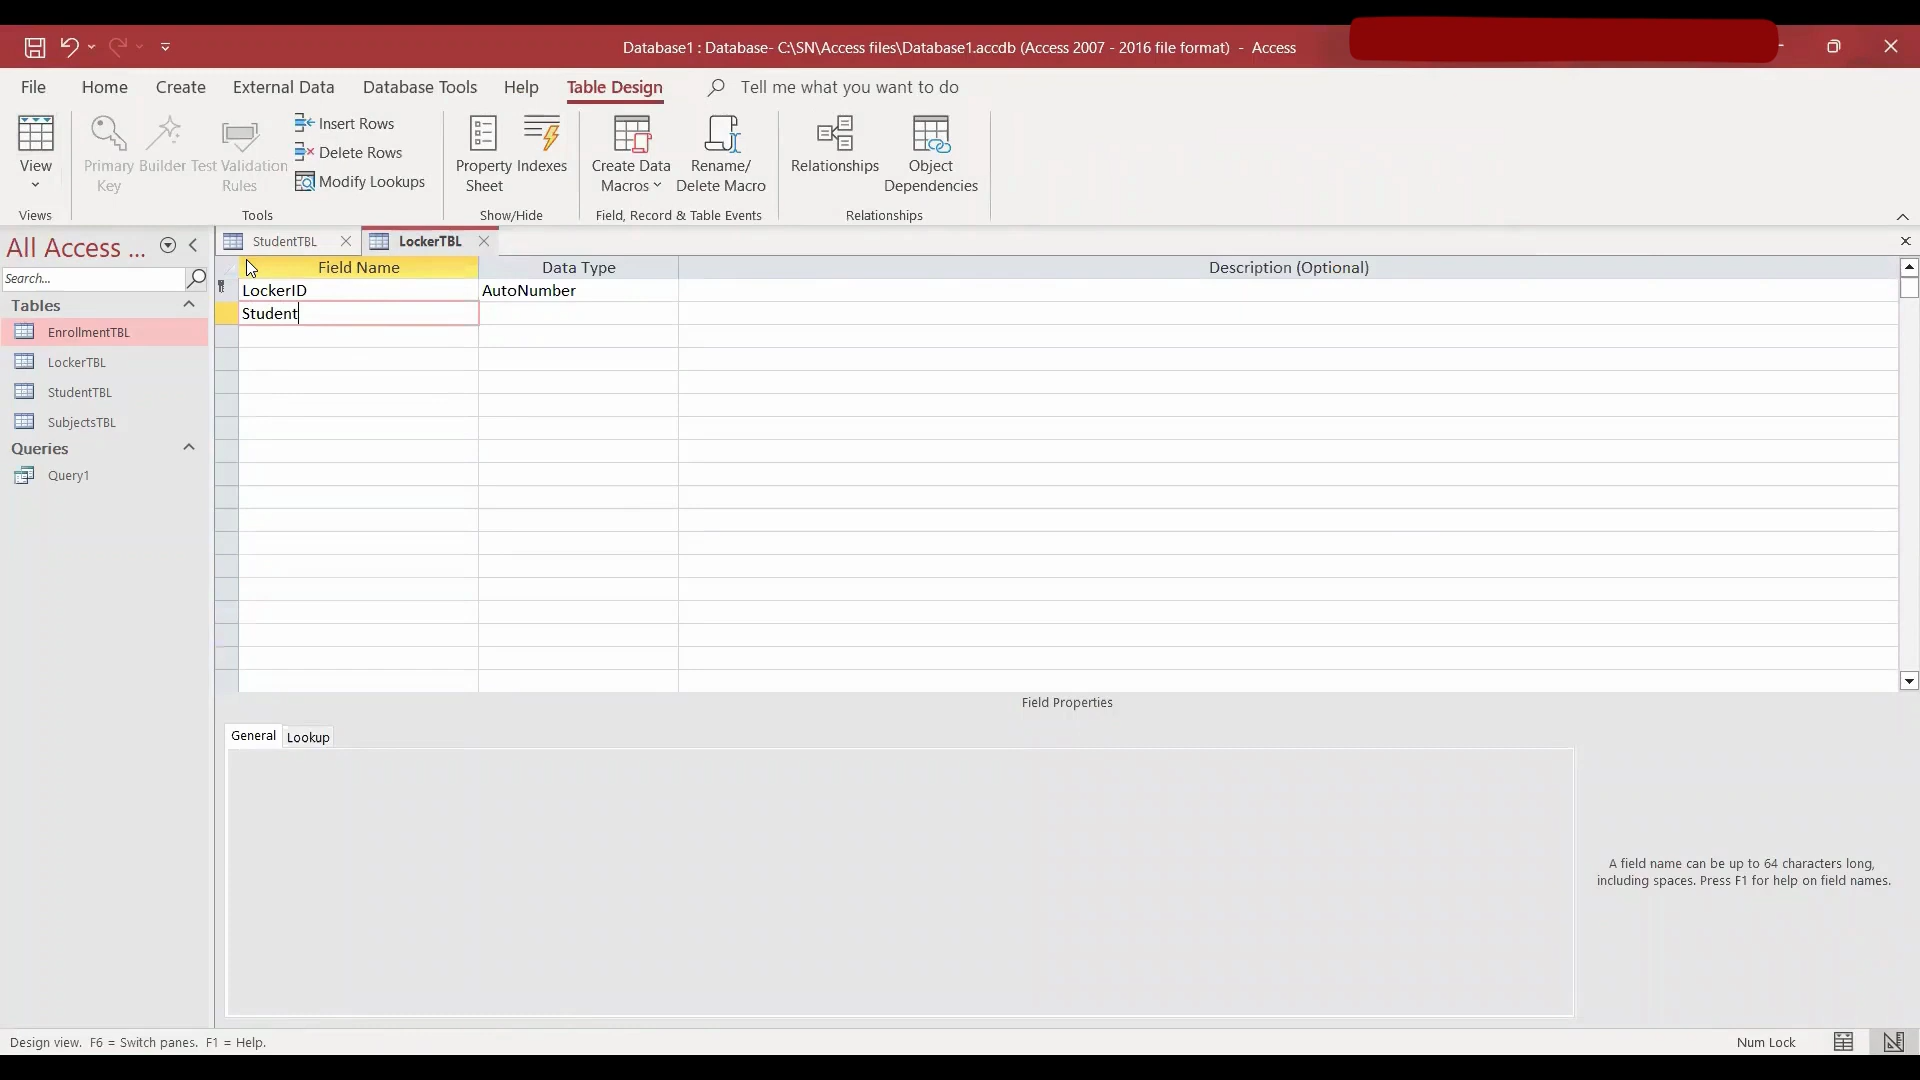 Database1 : Database- C:\SN\Access files\Database1.accdb (Access 2007 - 2016 file format) - Access
File Home Create External Data Database Tools Help Table Design Tell me what you want to do
View
Primary Key
Builder
Test Validation Rules
Insert Rows
Delete Rows
Modify Lookups
Property Sheet
Indexes
Create Data Macros
Rename/ Delete Macro
Relationships
Object Dependencies
Views
Tools
Show/Hide
Field, Record & Table Events
Relationships
All Access ...
Search...
Tables
EnrollmentTBL
LockerTBL
StudentTBL
SubjectsTBL
Queries
Query1
StudentTBL
LockerTBL
Field Name Data Type Description (Optional)
LockerID AutoNumber
Student
Field Properties
General Lookup
A field name can be up to 64 characters long,
including spaces. Press F1 for help on field names.
Design view. F6 = Switch panes. F1 = Help.
Num Lock